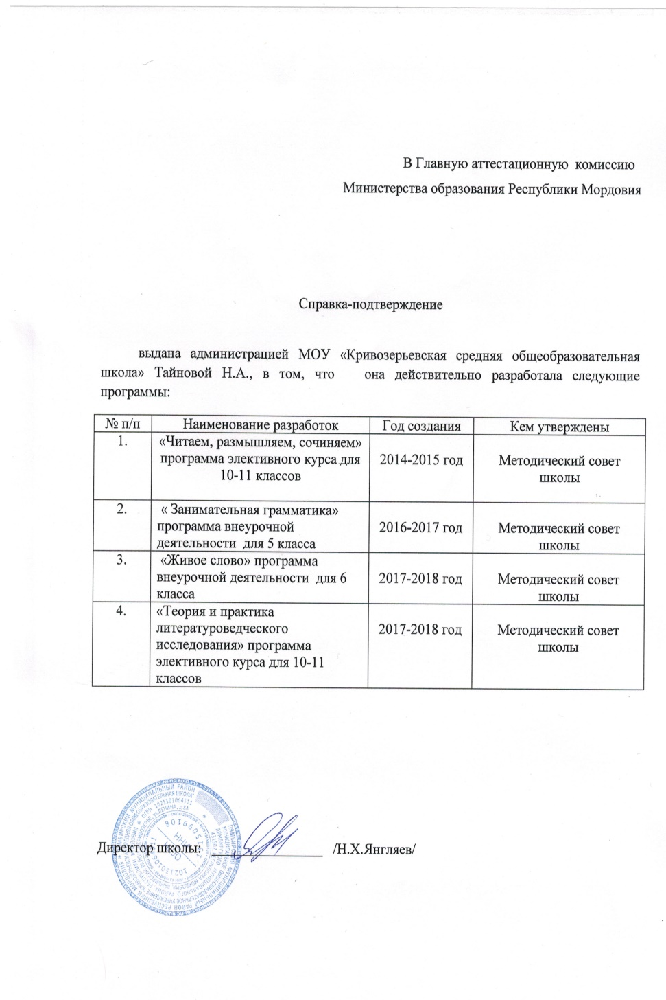 В Главную аттестационную комиссию
Министерства образования Республики Мордовия
Справка-подтверждение
выдана администрацией МОУ «Кривозерьевская средняя общеобразовательная
школа» Тайновой Н.А., в том, что она действительно разработала следующие
программы:
№ п/п Наименование разработок Год создания Кем утверждены
1. «Читаем, размышляем, сочиняем»
программа элективного курса для 2014-2015 год Методический совет
10-11 классов школы
2. « Занимательная грамматика»
программа внеурочной 2016-2017 год Методический совет
деятельности для 5 класса школы
3. «Живое слово» программа
внеурочной деятельности для 6 2017-2018 год Методический совет
класса школы
4. «Теория и практика
литературоведческого 2017-2018 год Методический совет
исследования» программа школы
элективного курса для 10-11
классов
Директор школы: /Н.Х.Янгляев/